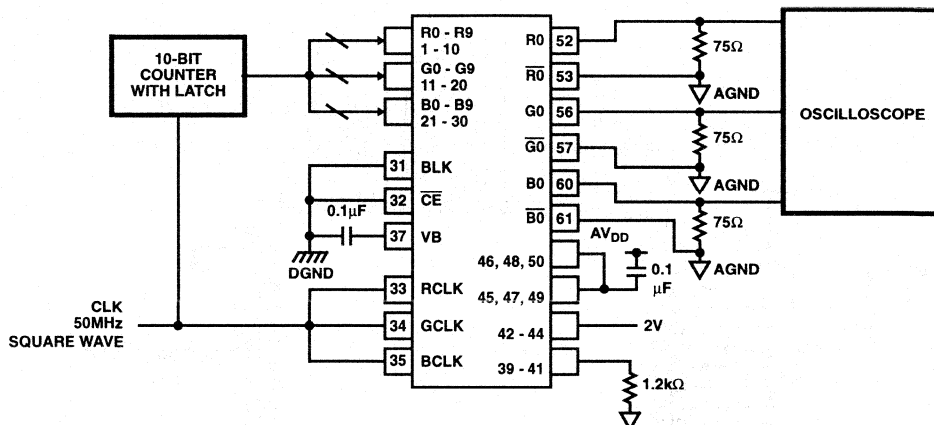 10-BIT
COUNTER
WITH LATCH
R0 - R9
1 - 10
G0 - G9
11 - 20
B0 - B9
21 - 30
31 BLK
32 CE
0.1μF
37 VB
DGND
33 RCLK
34 GCLK
35 BCLK
CLK
50MHz
SQUARE WAVE
R0 52
R0 53
G0 56
G0 57
B0 60
B0 61
AVDD
46, 48, 50
45, 47, 49
0.1
μF
42 - 44
2V
39 - 41
1.2kΩ
75Ω
AGND
75Ω
AGND
75Ω
AGND
OSCILLOSCOPE